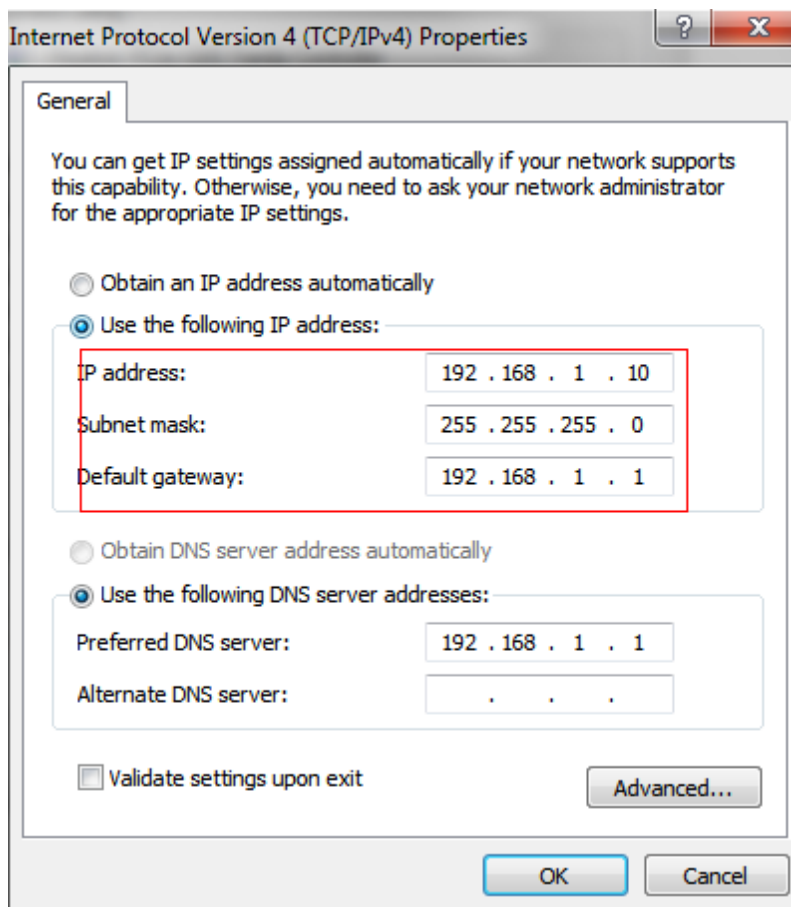 Internet Protocol Version 4 (TCP/IPv4) Properties
?
X
General
You can get IP settings assigned automatically if your network supports
this capability. Otherwise, you need to ask your network administrator
for the appropriate IP settings.
Obtain an IP address automatically
Use the following IP address:
IP address: 192 . 168 . 1 . 10
Subnet mask: 255 . 255 . 255 . 0
Default gateway: 192 . 168 . 1 . 1
Obtain DNS server address automatically
Use the following DNS server addresses:
Preferred DNS server: 192 . 168 . 1 . 1
Alternate DNS server: . . .
Validate settings upon exit
Advanced...
OK Cancel